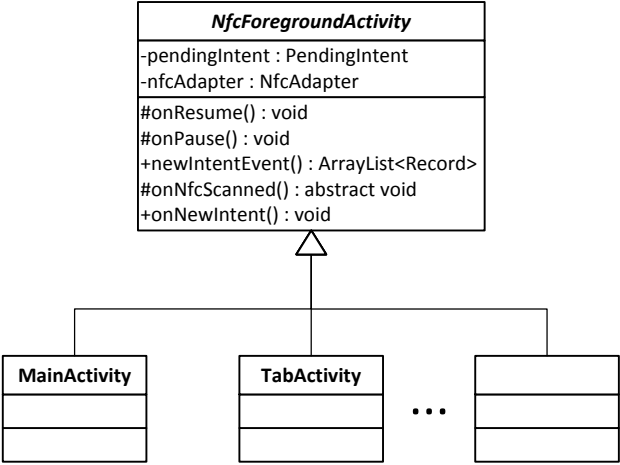 NfcForegroundActivity
-pendingIntent : PendingIntent
-nfcAdapter : NfcAdapter
#onResume() : void
#onPause() : void
+newIntentEvent() : ArrayList<Record>
#onNfcScanned() : abstract void
+onNewIntent() : void
MainActivity
TabActivity
...